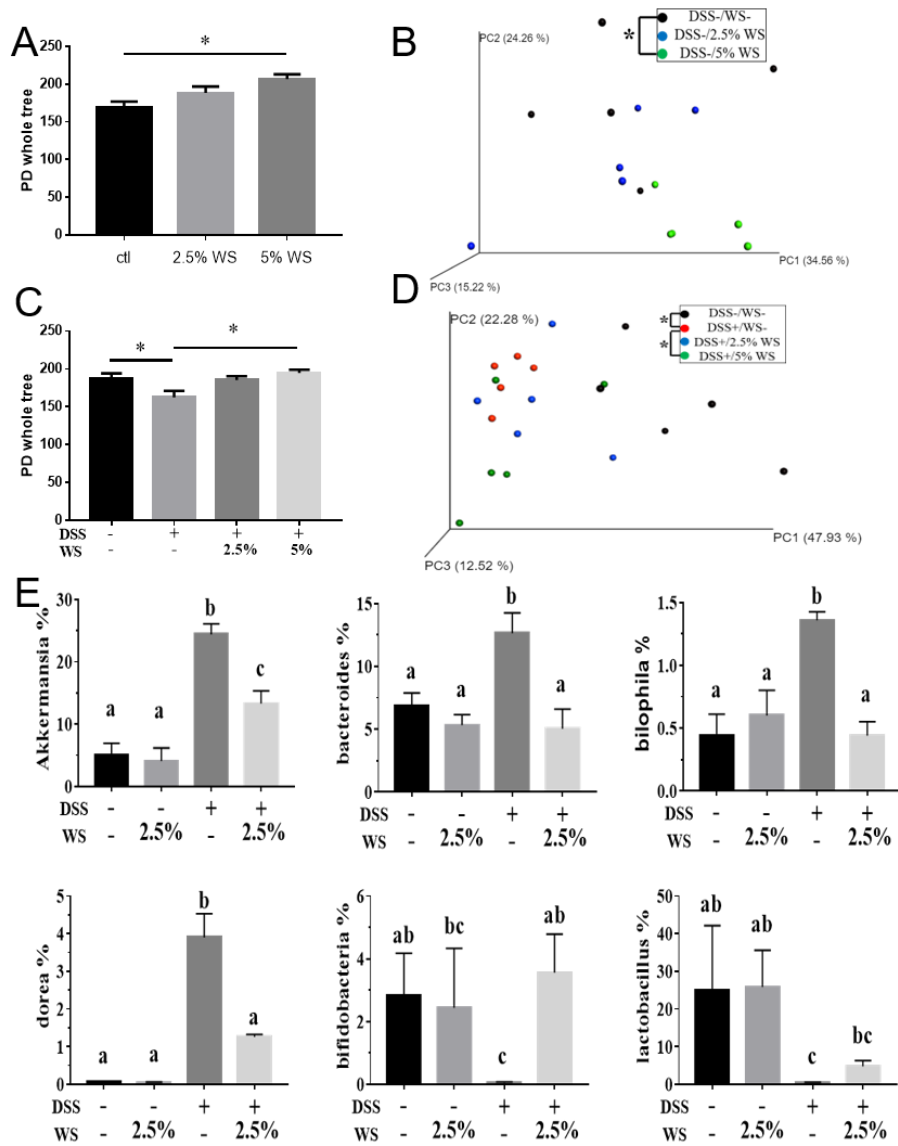 A
PD whole tree
250
200
150
100
50
0
*
ctl 2.5% WS 5% WS
B
PC2 (24.26 %)
*
DSS-/WS-
DSS-/2.5% WS
DSS-/5% WS
PC1 (34.56 %)
PC3 (15.22 %)
C
PD whole tree
250
200
150
100
50
0
* *
DSS - + + +
WS - - 2.5% 5%
D
PC2 (22.28 %)
*
*
DSS-/WS-
DSS+/WS-
DSS+/2.5% WS
DSS+/5% WS
PC1 (47.93 %)
PC3 (12.52 %)
E
Akkermansia %
30
20
10
0
a a b c
DSS - - + +
WS - 2.5% - 2.5%
bacteroides %
15
10
5
0
a a b a
DSS - - + +
WS - 2.5% - 2.5%
bilophila %
1.5
1.0
0.5
0.0
a a b a
DSS - - + +
WS - 2.5% - 2.5%
dorea %
5
4
3
2
1
0
a a b a
DSS - - + +
WS - 2.5% - 2.5%
bifidobacteria %
6
4
2
0
ab bc c ab
DSS - - + +
WS - 2.5% - 2.5%
lactobacillus %
50
40
30
20
10
0
ab ab c bc
DSS - - + +
WS - 2.5% - 2.5%